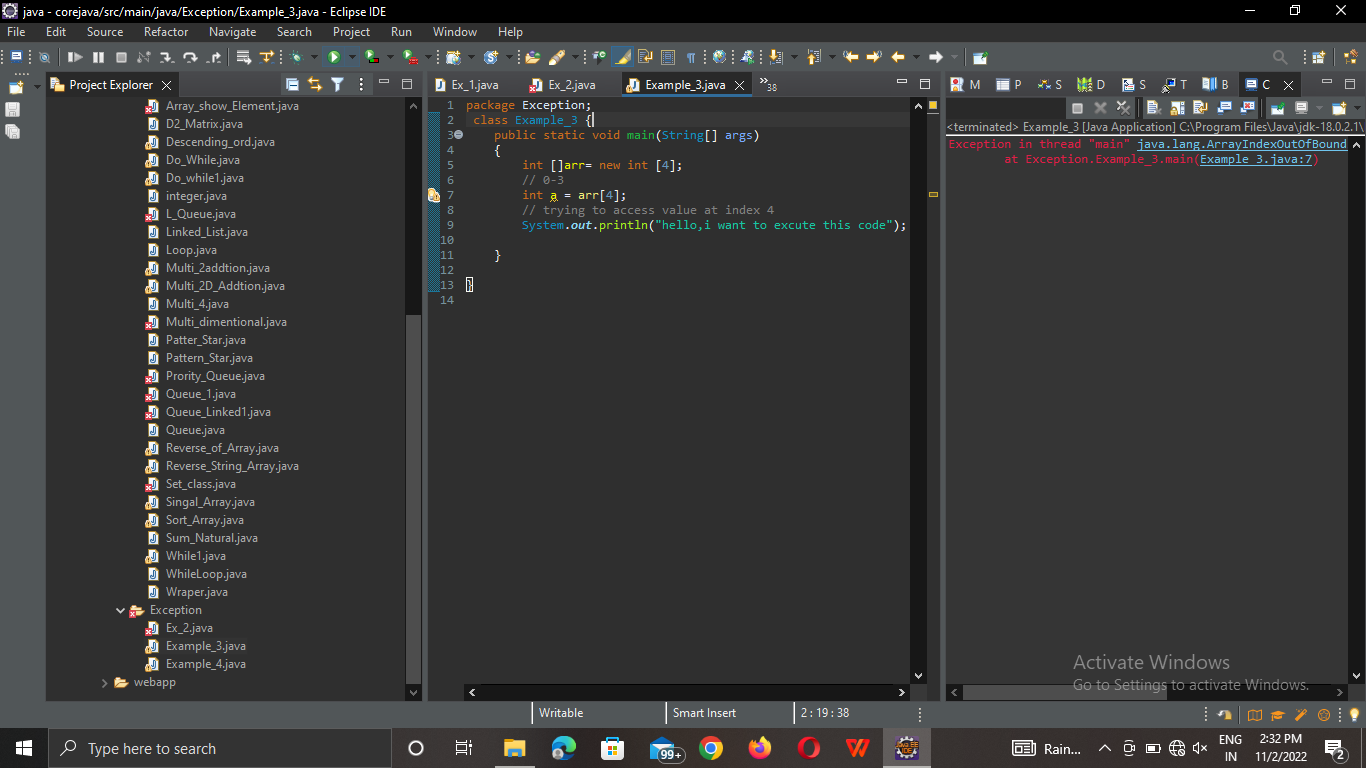 java - corejava/src/main/java/Exception/Example_3.java - Eclipse IDE
File Edit Source Refactor Navigate Search Project Run Window Help
Project Explorer
Array_show_Element.java
D2_Matrix.java
Descending_ord.java
Do_While.java
Do_while1.java
integer.java
L_Queue.java
Linked_List.java
Loop.java
Multi_2addtion.java
Multi_2D_Addtion.java
Multi_4.java
Multi_dimentional.java
Patter_Star.java
Pattern_Star.java
Prority_Queue.java
Queue_1.java
Queue_Linked1.java
Queue.java
Reverse_of_Array.java
Reverse_String_Array.java
Set_class.java
Singal_Array.java
Sort_Array.java
Sum_Natural.java
While1.java
WhileLoop.java
Wraper.java
Exception
Ex_2.java
Example_3.java
Example_4.java
webapp
Ex_1.java Ex_2.java Example_3.java »38
1 package Exception;
2 class Example_3 {
3 public static void main(String[] args)
4 {
5 int []arr= new int [4];
6 // 0-3
7 int a = arr[4];
8 // trying to access value at index 4
9 System.out.println("hello,i want to excute this code");
10
11 }
12
13 }
14
M P S D S T B C
<terminated> Example_3 [Java Application] C:\Program Files\Java\jdk-18.0.2.1\
Exception in thread "main" java.lang.ArrayIndexOutOfBound
at Exception.Example_3.main(Example_3.java:7)
Activate Windows
Go to Settings to activate Windows.
Writable Smart Insert 2 : 19 : 38
Type here to search 99+ Rain... ENG IN 2:32 PM 11/2/2022 2